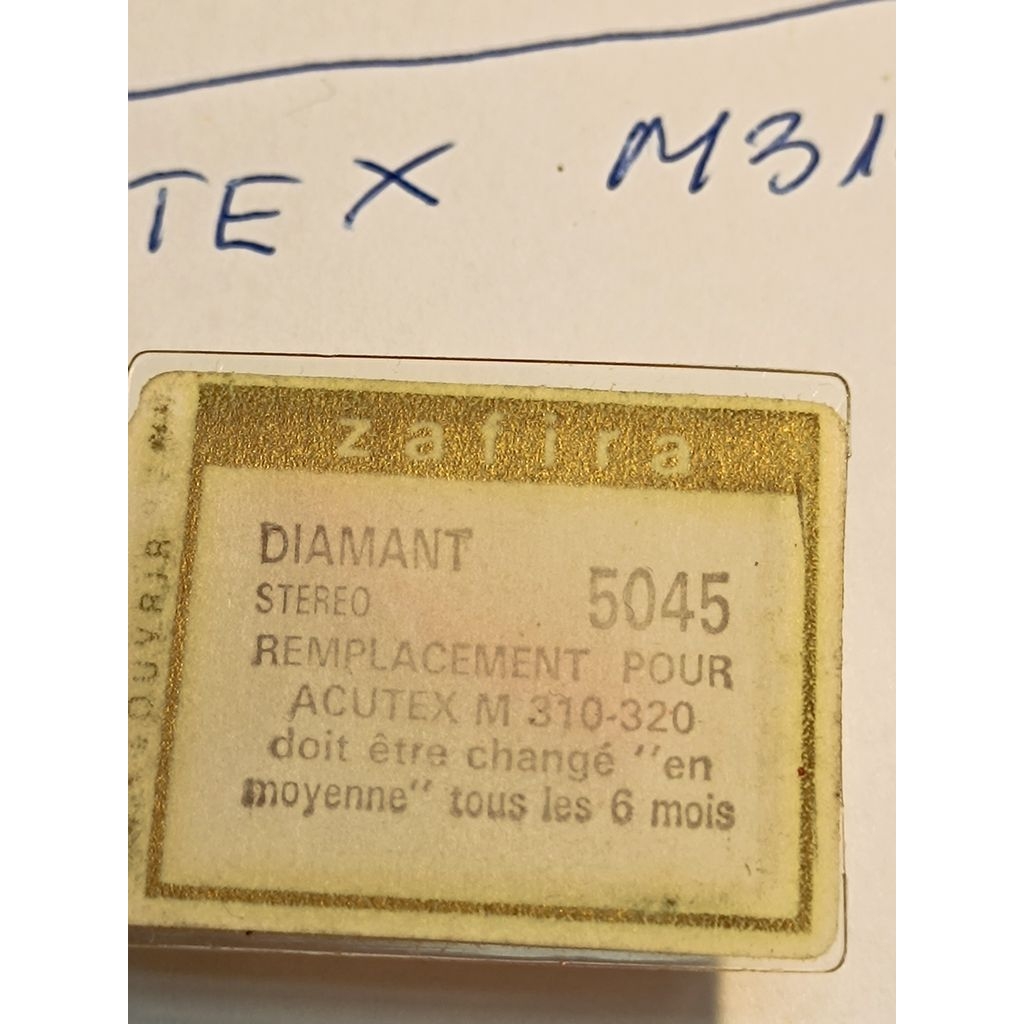 TEX M31
zafira
DIAMANT
STEREO 5045
REMPLACEMENT POUR
ACUTEX M 310-320
doit être changé "en
moyenne" tous les 6 mois
OUVRIR